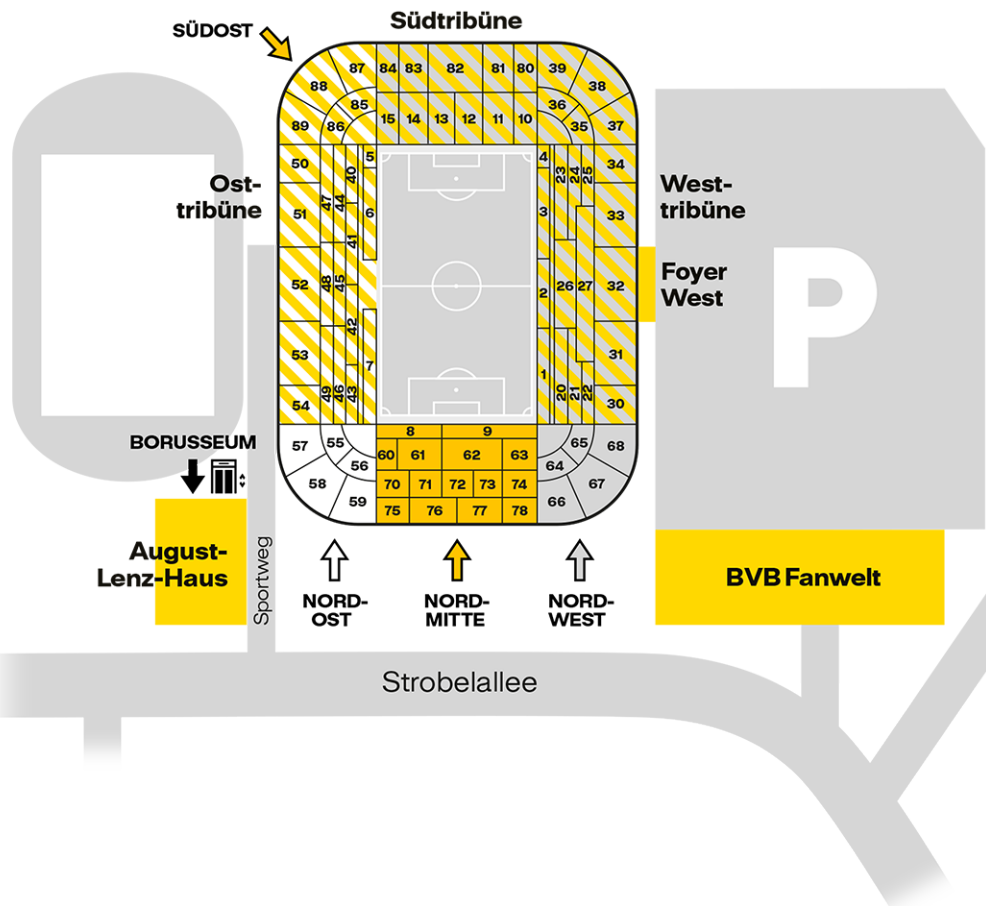 Südtribüne
SÜDOST
87 84 83 82 81 80 39
88 38
85 36
89 86 15 14 13 12 11 10 35 37
50 5 4 34
40 23 24 25
Ost-
tribüne
West-
tribüne
47 44
51 6 3 33
41
Foyer
West
P
52 48 45 2 26 27 32
42
53 7 31
54 49 46 43 1 20 21 22 30
8 9
BORUSSEUM
57 55 65 68
60 61 62 63
56 64
58 70 71 72 73 74 67
59 75 76 77 78 66
August-
Lenz-Haus
Sportweg
BVB Fanwelt
NORD-
OST
NORD-
MITTE
NORD-
WEST
Strobelallee